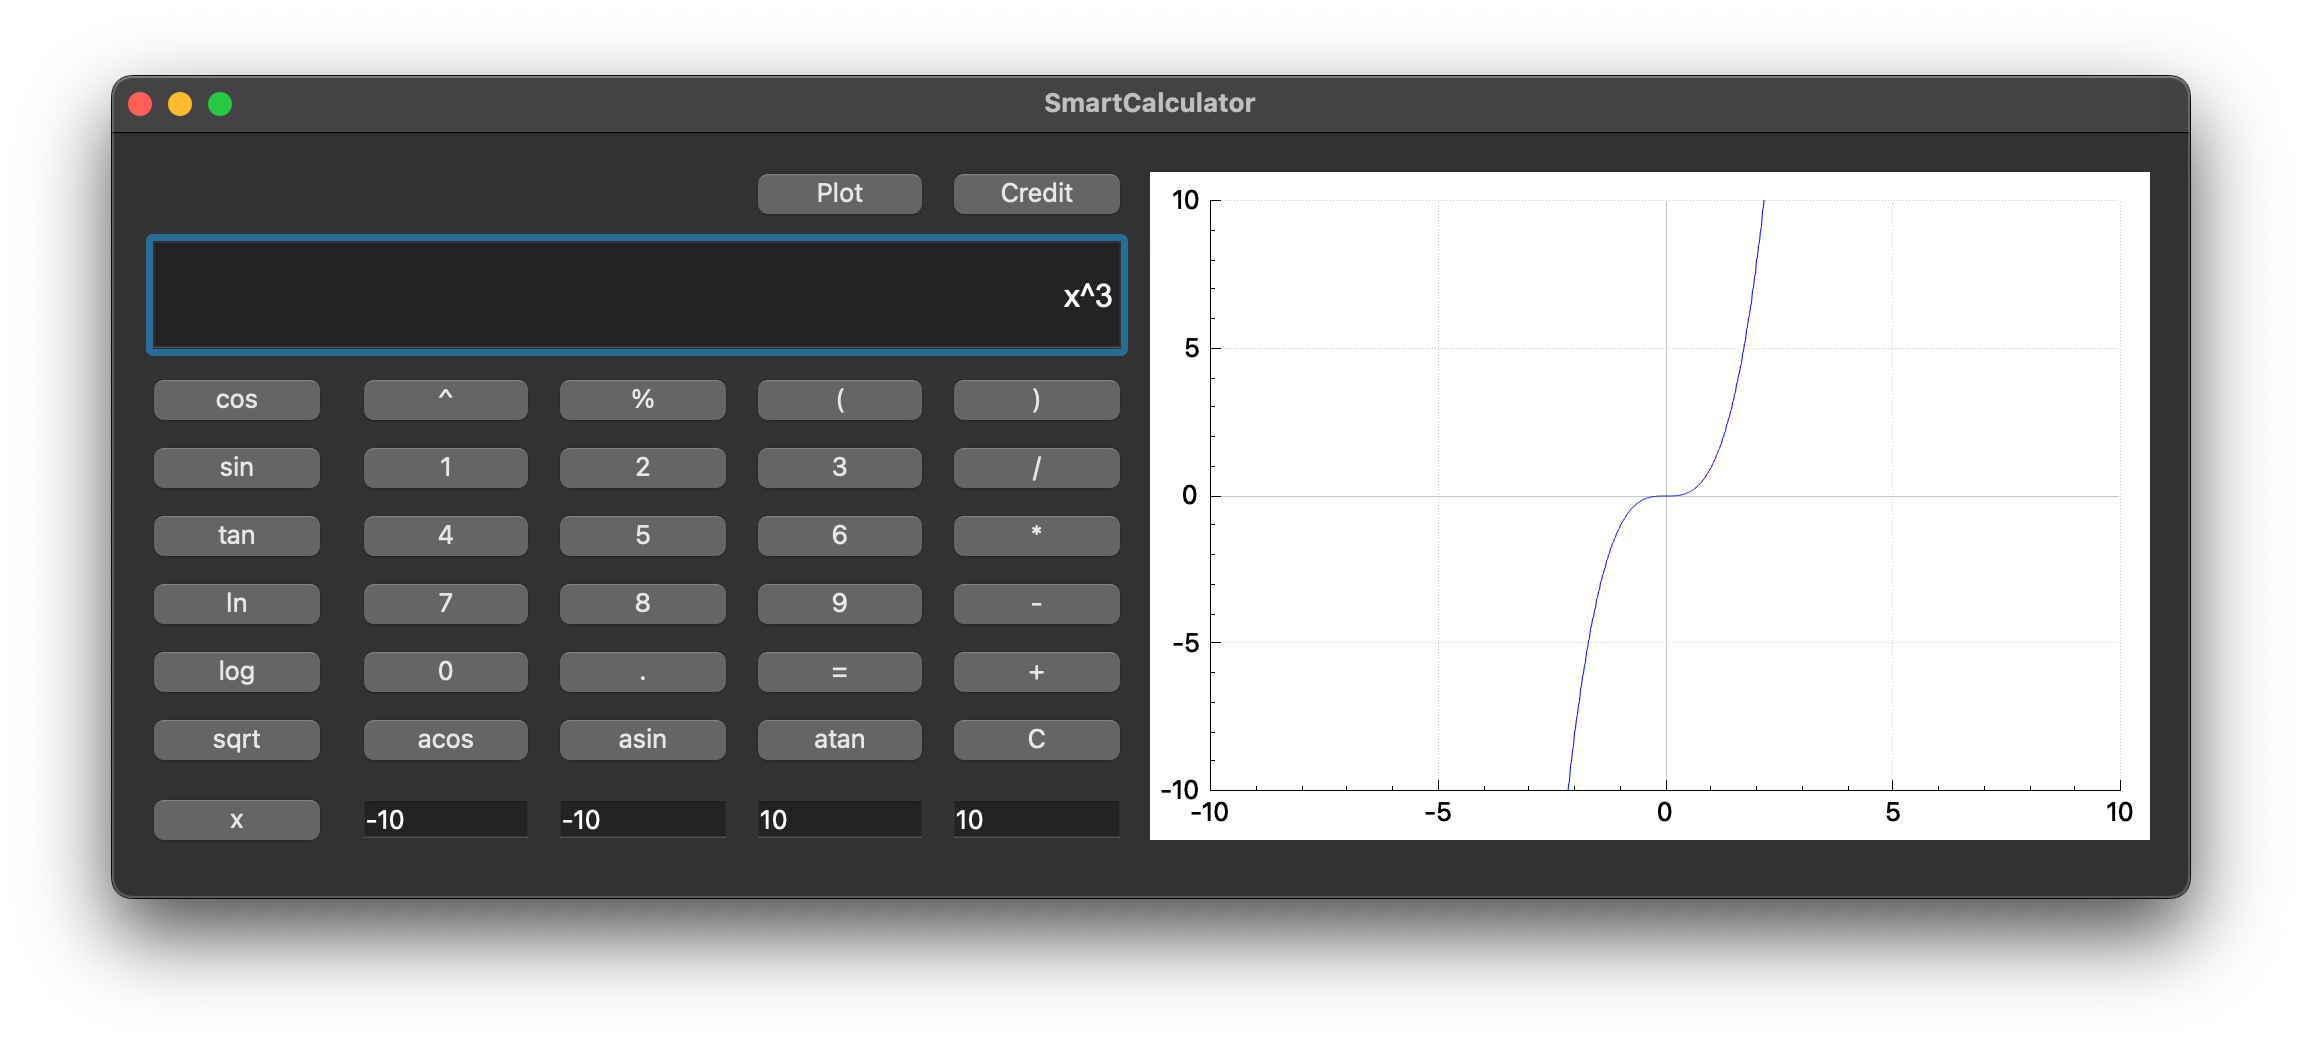 SmartCalculator
Plot Credit
x^3
cos ^ % ( )
sin 1 2 3 /
tan 4 5 6 *
ln 7 8 9 -
log 0 . = +
sqrt acos asin atan C
x -10 -10 10 10
10
5
0
-5
-10
-10 -5 0 5 10